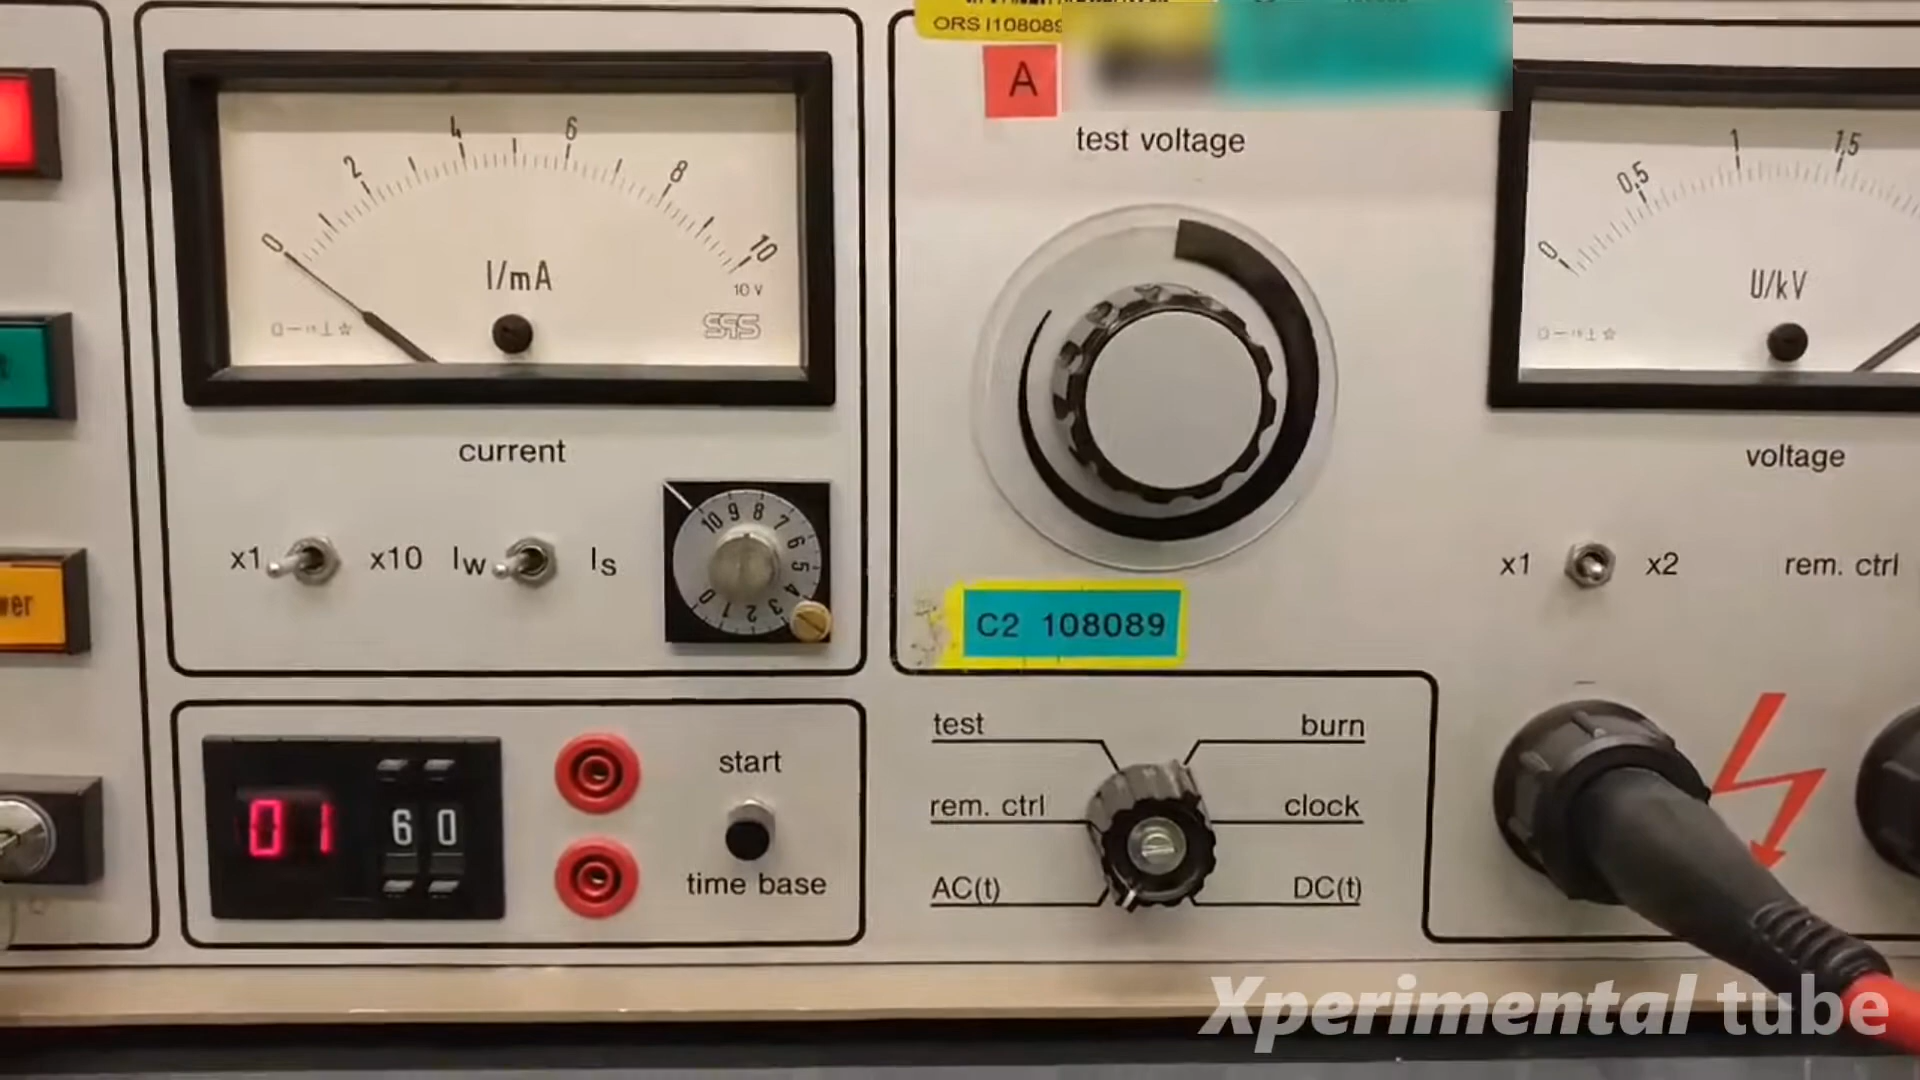 ORS I108089
A
test voltage
0 2 4 6 8 10
I/mA
10 V
0 0,5 1 1,5
U/kV
current
voltage
x1 x10 Iw Is
10 9 8 7 6 5 4 3 2 1 0
x1 x2 rem. ctrl
C2 108089
wer
01 60
start
time base
test burn
rem. ctrl clock
AC(t) DC(t)
Xperimental tube